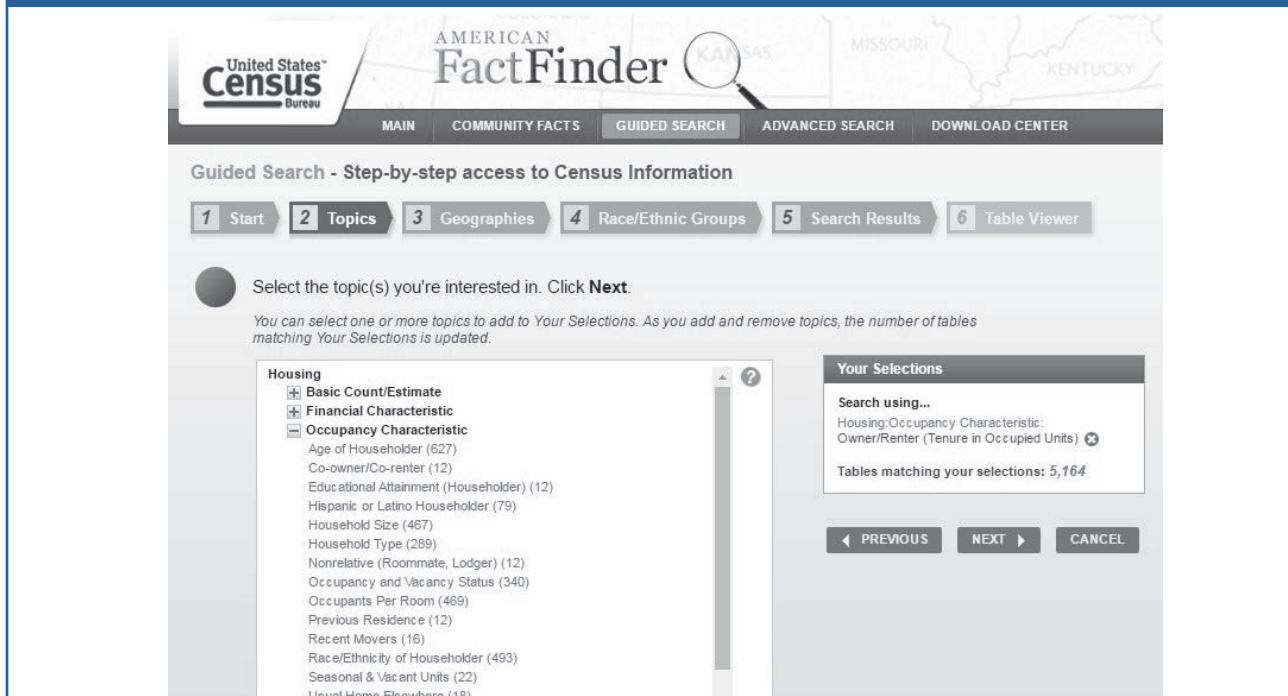 AMERICAN
FactFinder
United States™
Census
Bureau
KANSAS
MISSOURI
KENTUCKY
MAIN COMMUNITY FACTS GUIDED SEARCH ADVANCED SEARCH DOWNLOAD CENTER
Guided Search - Step-by-step access to Census Information
1 Start 2 Topics 3 Geographies 4 Race/Ethnic Groups 5 Search Results 6 Table Viewer
Select the topic(s) you're interested in. Click Next.
You can select one or more topics to add to Your Selections. As you add and remove topics, the number of tables
matching Your Selections is updated.
Housing
Basic Count/Estimate
Financial Characteristic
Occupancy Characteristic
Age of Householder (627)
Co-owner/Co-renter (12)
Educational Attainment (Householder) (12)
Hispanic or Latino Householder (79)
Household Size (467)
Household Type (289)
Nonrelative (Roommate, Lodger) (12)
Occupancy and Vacancy Status (340)
Occupants Per Room (469)
Previous Residence (12)
Recent Movers (16)
Race/Ethnicity of Householder (493)
Seasonal & Vacant Units (22)
Usual Home Elsewhere (18)
?
Your Selections
Search using...
Housing:Occupancy Characteristic:
Owner/Renter (Tenure in Occupied Units)
Tables matching your selections: 5,164
PREVIOUS NEXT CANCEL